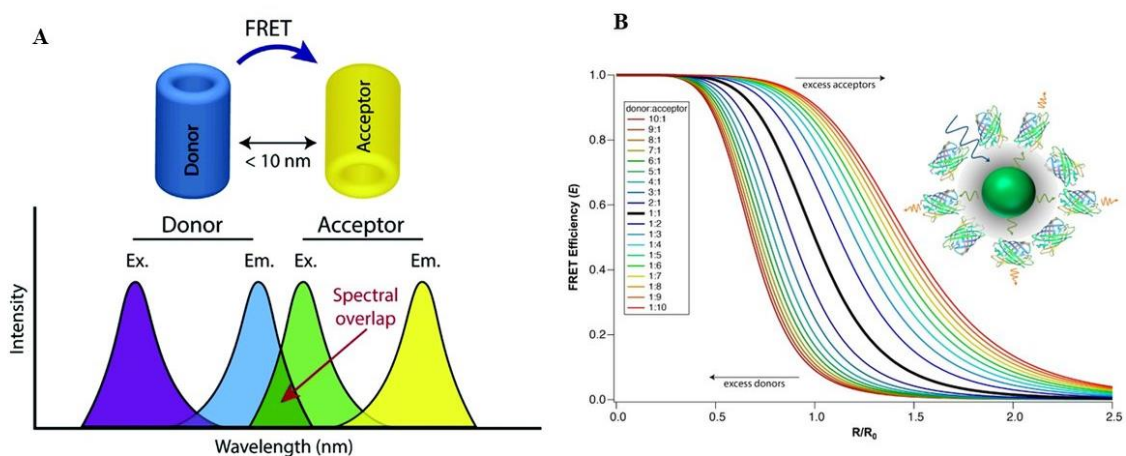 A
FRET
Donor
Acceptor
< 10 nm
Donor
Acceptor
Ex.
Em.
Ex.
Em.
Spectral
overlap
Intensity
Wavelength (nm)
B
1.0
0.8
0.6
0.4
0.2
0.0
FRET Efficiency (E)
excess acceptors
donor:acceptor
10:1
9:1
8:1
7:1
6:1
5:1
4:1
3:1
2:1
1:1
1:2
1:3
1:4
1:5
1:6
1:7
1:8
1:9
1:10
excess donors
0.0
0.5
1.0
1.5
2.0
2.5
R/R₀